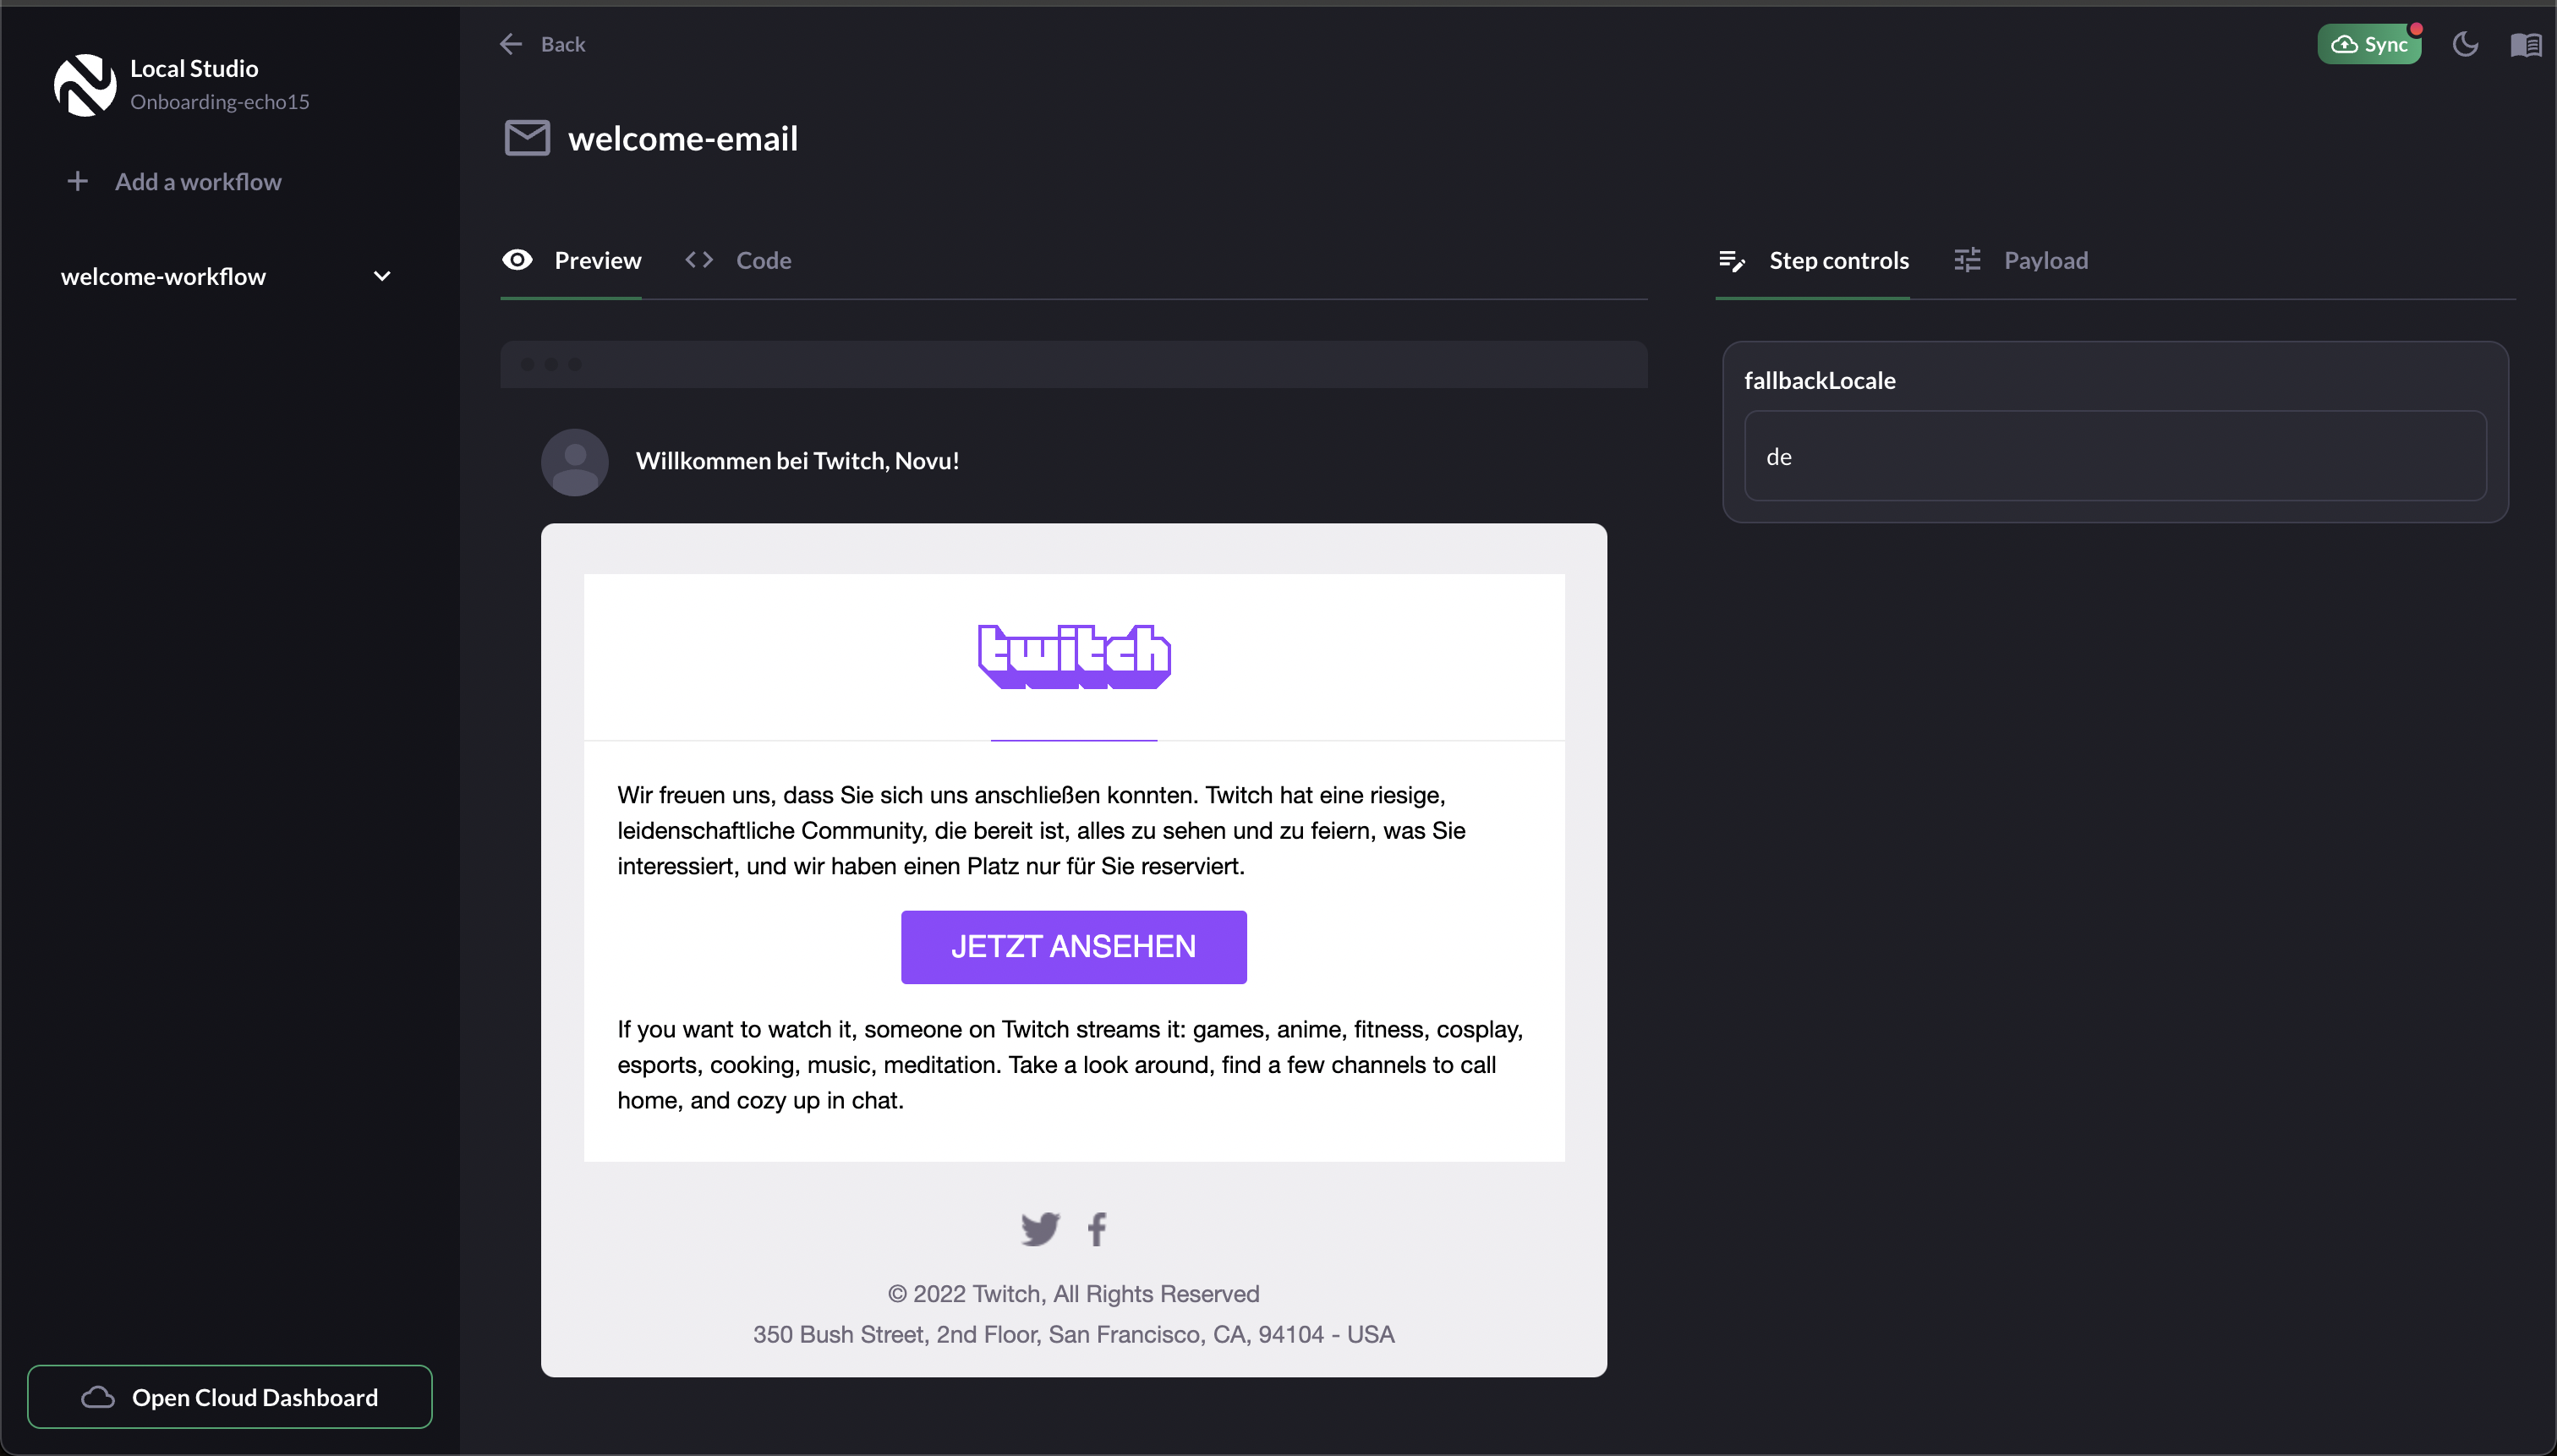 Local Studio
Onboarding-echo15
Add a workflow
welcome-workflow
Open Cloud Dashboard
Back
Sync
welcome-email
Preview
Code
Willkommen bei Twitch, Novu!
twitch
Wir freuen uns, dass Sie sich uns anschließen konnten. Twitch hat eine riesige,
leidenschaftliche Community, die bereit ist, alles zu sehen und zu feiern, was Sie
interessiert, und wir haben einen Platz nur für Sie reserviert.
JETZT ANSEHEN
If you want to watch it, someone on Twitch streams it: games, anime, fitness, cosplay,
esports, cooking, music, meditation. Take a look around, find a few channels to call
home, and cozy up in chat.
© 2022 Twitch, All Rights Reserved
350 Bush Street, 2nd Floor, San Francisco, CA, 94104 - USA
Step controls
Payload
fallbackLocale
de